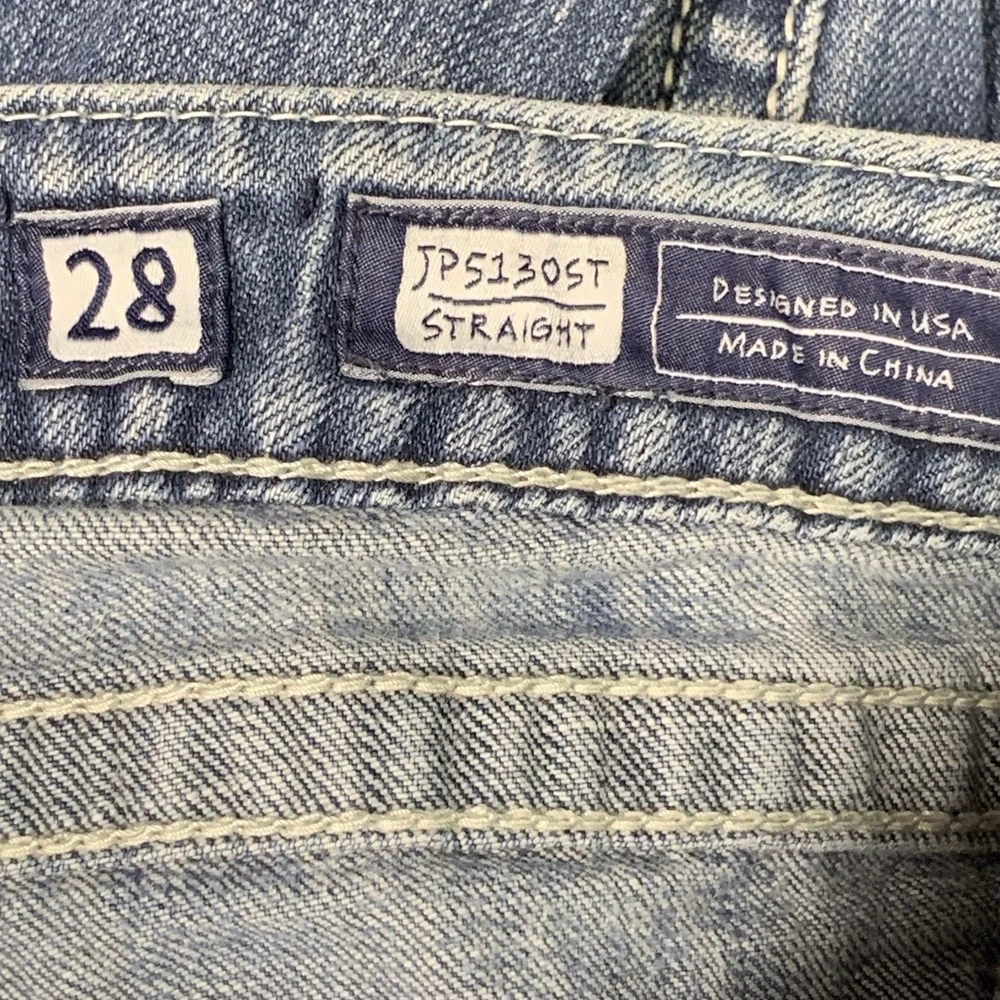 28
JP5130ST
STRAIGHT
DESIGNED IN USA
MADE IN CHINA